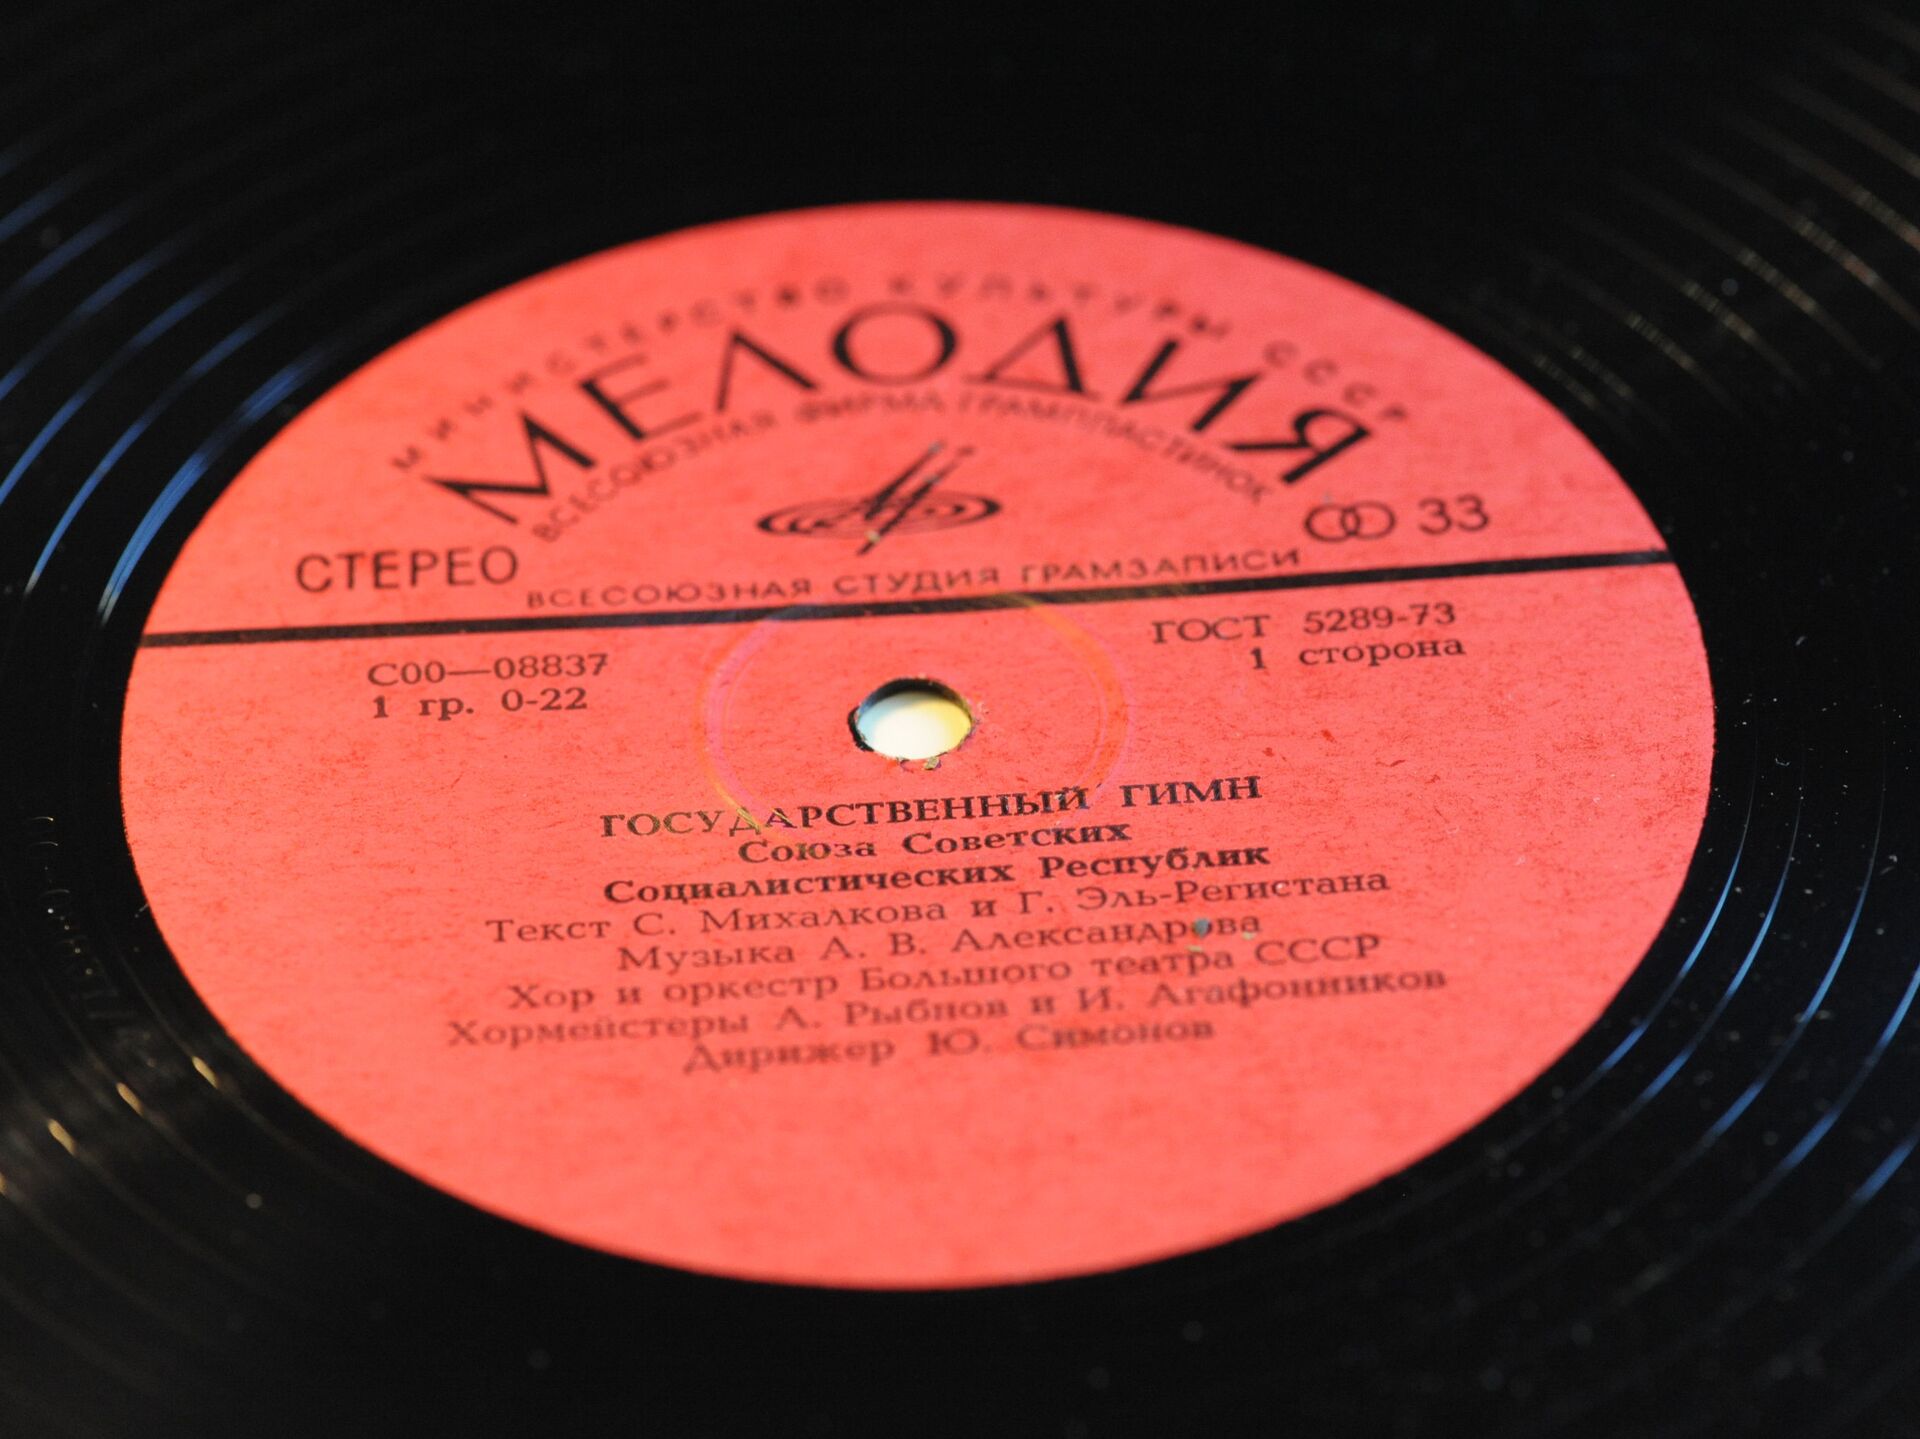 МИНИСТЕРСТВО КУЛЬТУРЫ СССР
МЕЛОДИЯ
ВСЕСОЮЗНАЯ ФИРМА ГРАМПЛАСТИНОК
СТЕРЕО
33
ВСЕСОЮЗНАЯ СТУДИЯ ГРАМЗАПИСИ
С00—08837
ГОСТ 5289-73
1 гр. 0-22
1 сторона
ГОСУДАРСТВЕННЫЙ ГИМН
Союза Советских
Социалистических Республик
Текст С. Михалкова и Г. Эль-Регистана
Музыка А. В. Александрова
Хор и оркестр Большого театра СССР
Хормейстеры А. Рыбнов и И. Агафонников
Дирижер Ю. Симонов